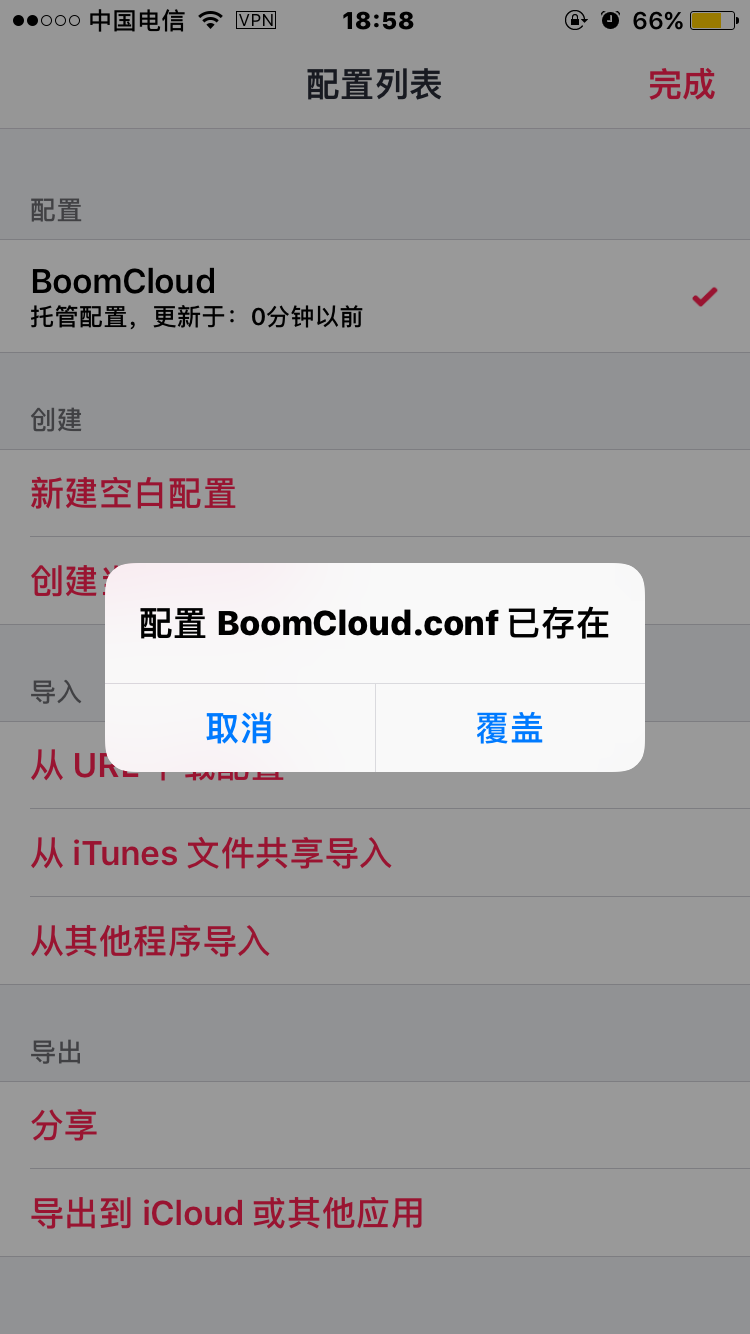 中国电信 VPN 18:58 66%
配置列表 完成
配置
BoomCloud
托管配置，更新于：0分钟以前
创建
新建空白配置
创建
配置 BoomCloud.conf 已存在
导入
取消 覆盖
从 URL 下载配置
从 iTunes 文件共享导入
从其他程序导入
导出
分享
导出到 iCloud 或其他应用